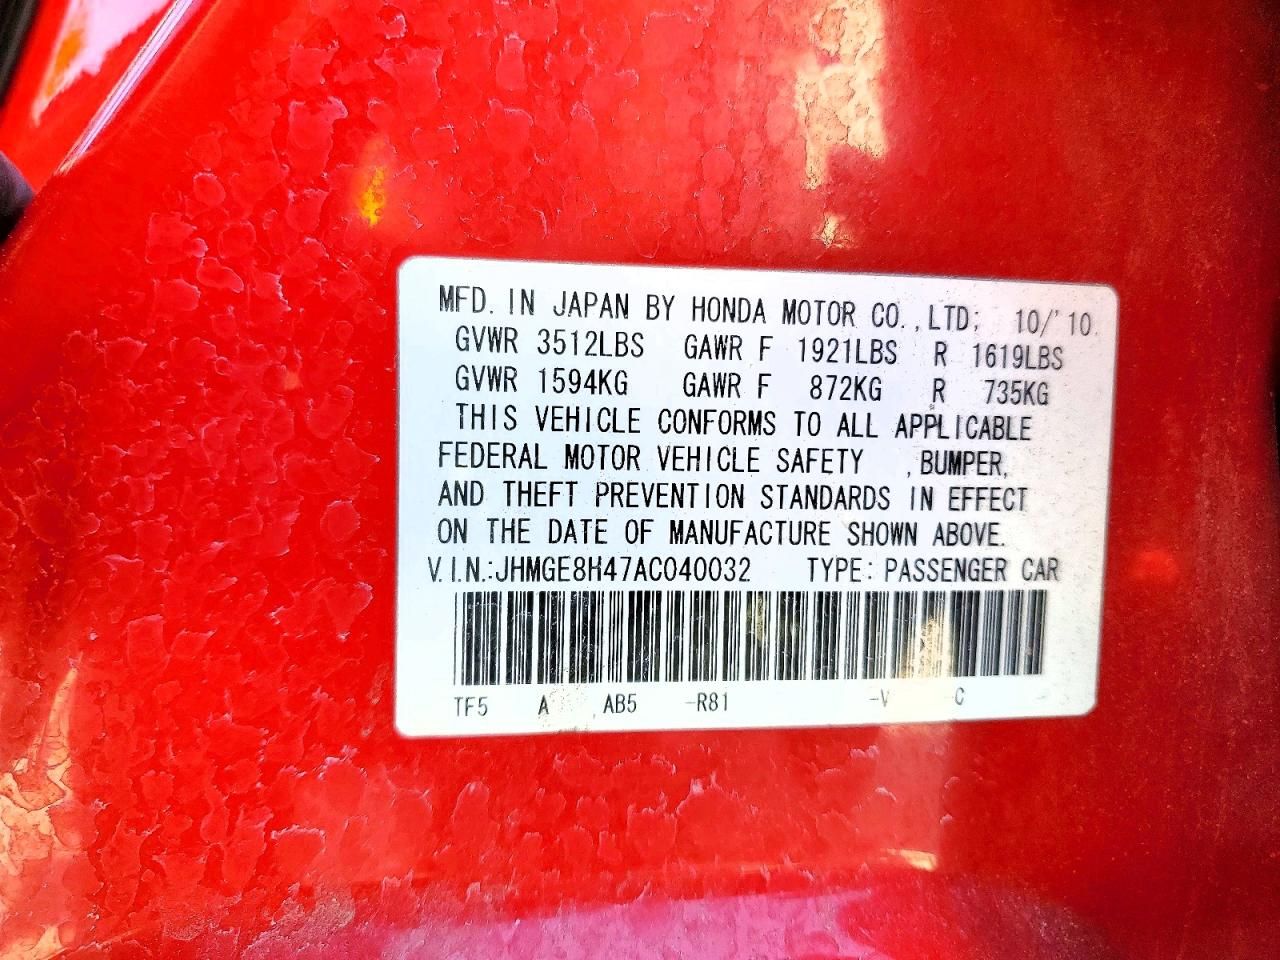 MFD. IN JAPAN BY HONDA MOTOR CO., LTD; 10/'10.
GVWR 3512LBS GAWR F 1921LBS R 1619LBS
GVWR 1594KG GAWR F 872KG R 735KG
THIS VEHICLE CONFORMS TO ALL APPLICABLE
FEDERAL MOTOR VEHICLE SAFETY , BUMPER,
AND THEFT PREVENTION STANDARDS IN EFFECT
ON THE DATE OF MANUFACTURE SHOWN ABOVE.
V.I.N.:JHMGE8H47AC040032 TYPE: PASSENGER CAR
TF5 A , AB5 -R81 -V C